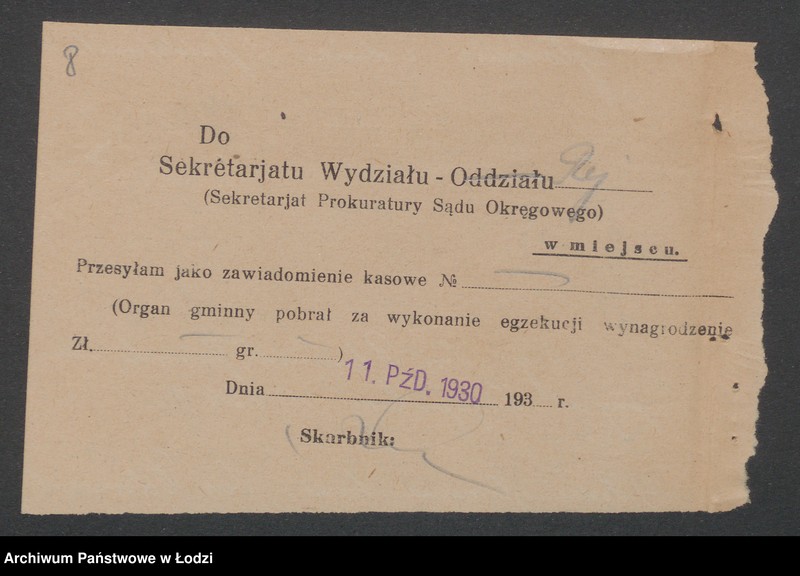 8
Do
Sekretarjatu Wydziału - Oddziału Rej
(Sekretarjat Prokuratury Sądu Okręgowego)
w miejscu.
Przesyłam jako zawiadomienie kasowe №
(Organ gminny pobrał za wykonanie egzekucji wynagrodzenie
Zł. gr. )
Dnia 11. PŹD. 1930 193 r.
Skarbnik:
Archiwum Państwowe w Łodzi